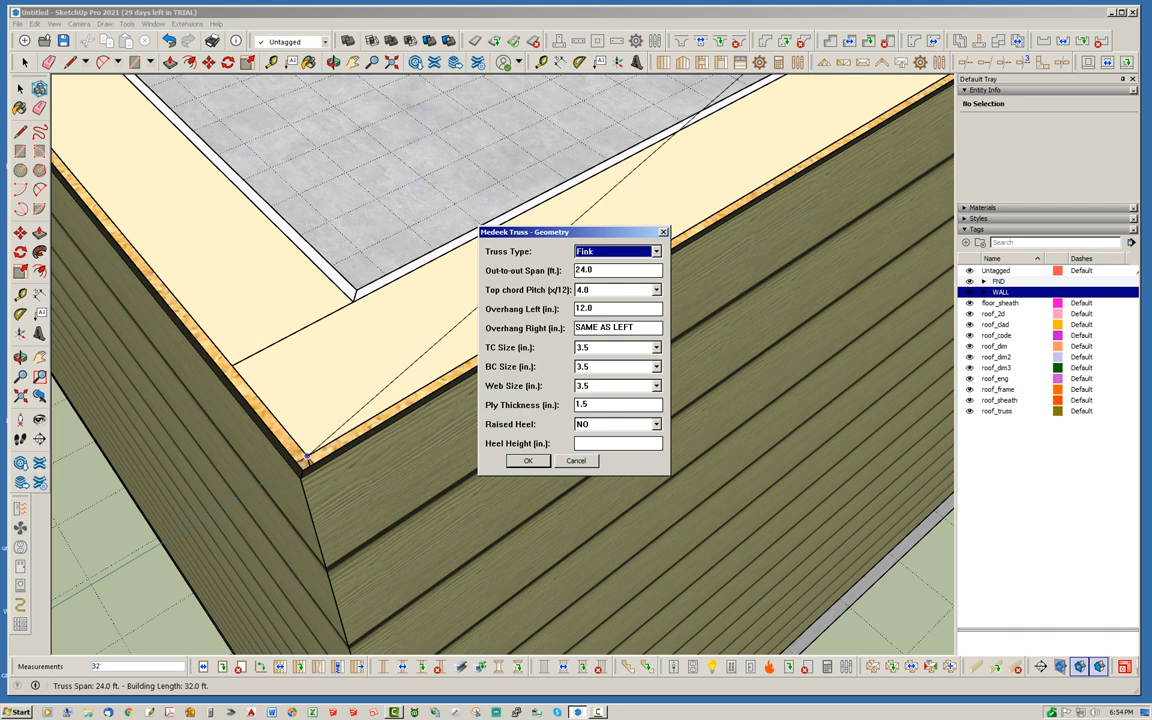 Untitled - SketchUp Pro 2021 (29 days left in TRIAL)
File Edit View Camera Draw Tools Window Extensions Help
Untagged
Default Tray
Entity Info
No Selection
Materials
Styles
Tags
Search
Name Dashes
Untagged Default
FND
WALL
floor_sheath Default
roof_2d Default
roof_clad Default
roof_code Default
roof_dim Default
roof_dim2 Default
roof_dim3 Default
roof_eng Default
roof_frame Default
roof_sheath Default
roof_truss Default
Medeek Truss - Geometry
Truss Type: Fink
Out-to-out Span (ft.): 24.0
Top chord Pitch (x/12): 4.0
Overhang Left (in.): 12.0
Overhang Right (in.): SAME AS LEFT
TC Size (in.): 3.5
BC Size (in.): 3.5
Web Size (in.): 3.5
Ply Thickness (in.): 1.5
Raised Heel: NO
Heel Height (in.):
OK Cancel
Measurements 32'
Truss Span: 24.0 ft. - Building Length: 32.0 ft.
Start 6:54 PM